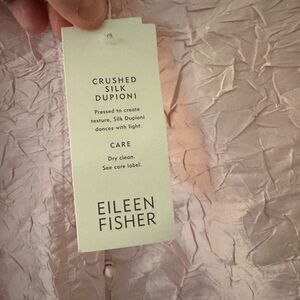 CRUSHED
SILK
DUPIONI
Pressed to create
texture, Silk Dupioni
dances with light.
CARE
Dry clean.
See care label.
EILEEN
FISHER